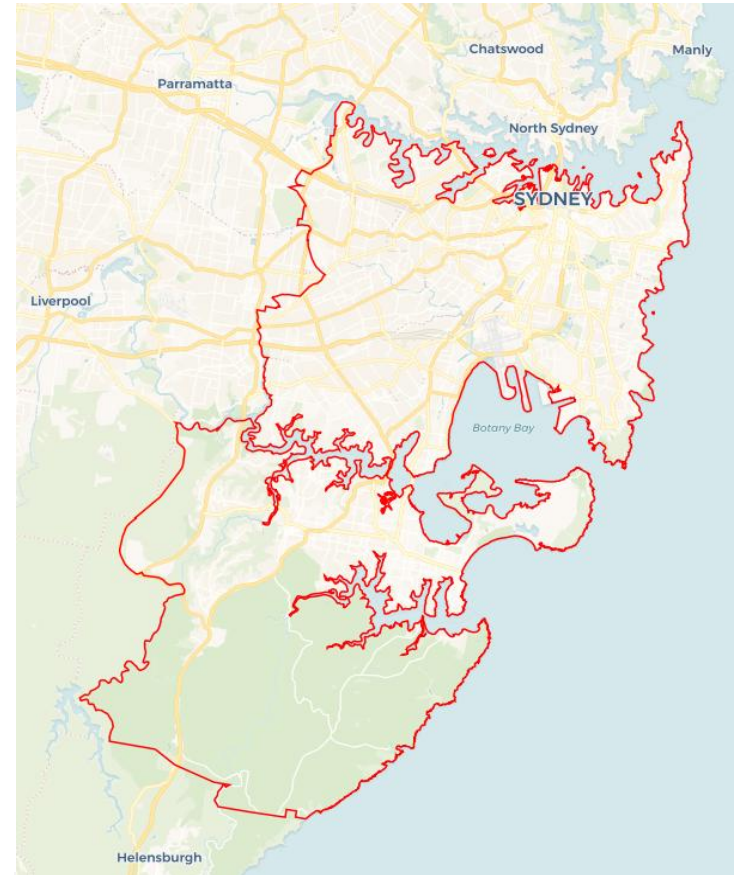 Chatswood
Manly
Parramatta
North Sydney
SYDNEY
Liverpool
Botany Bay
Helensburgh